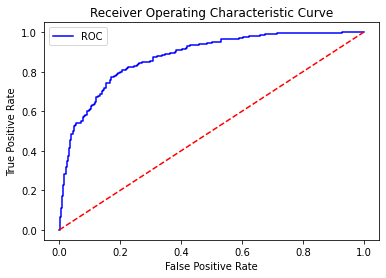 Receiver Operating Characteristic Curve
ROC
True Positive Rate
1.0
0.8
0.6
0.4
0.2
0.0
0.0 0.2 0.4 0.6 0.8 1.0
False Positive Rate